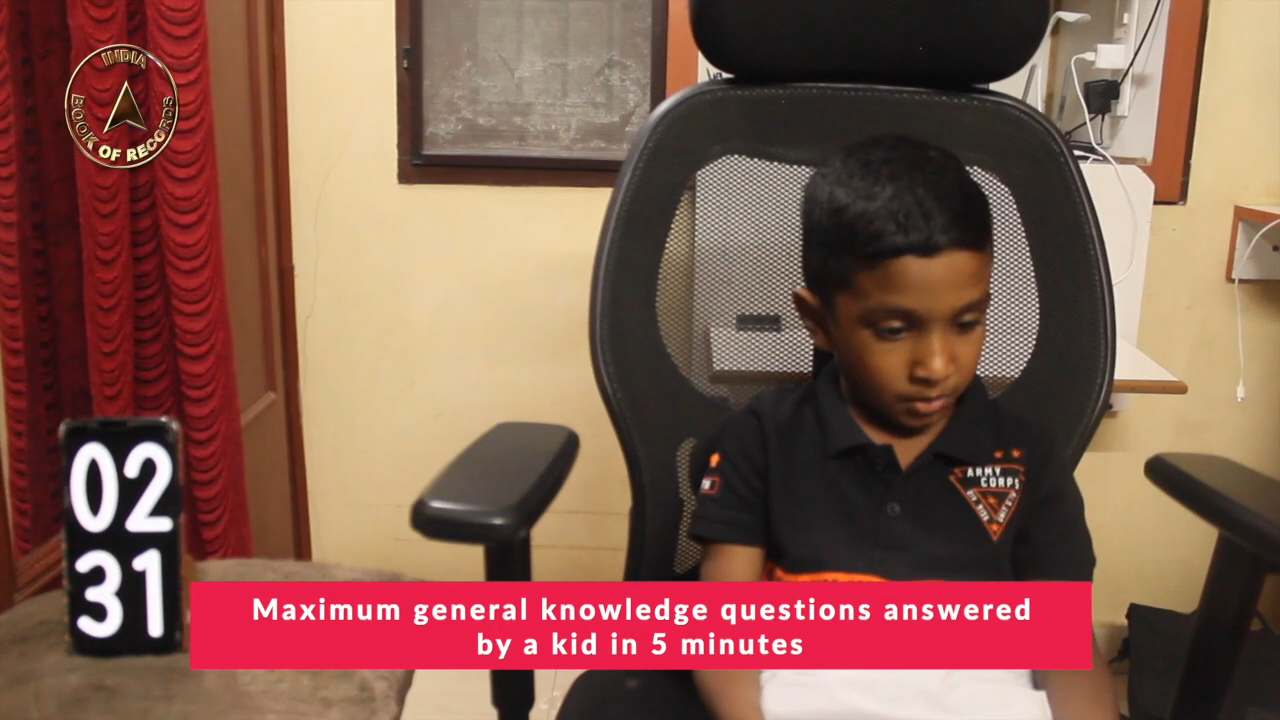 INDIA
BOOK OF RECORDS
02
31
ARMY
CORPS
Maximum general knowledge questions answered
by a kid in 5 minutes